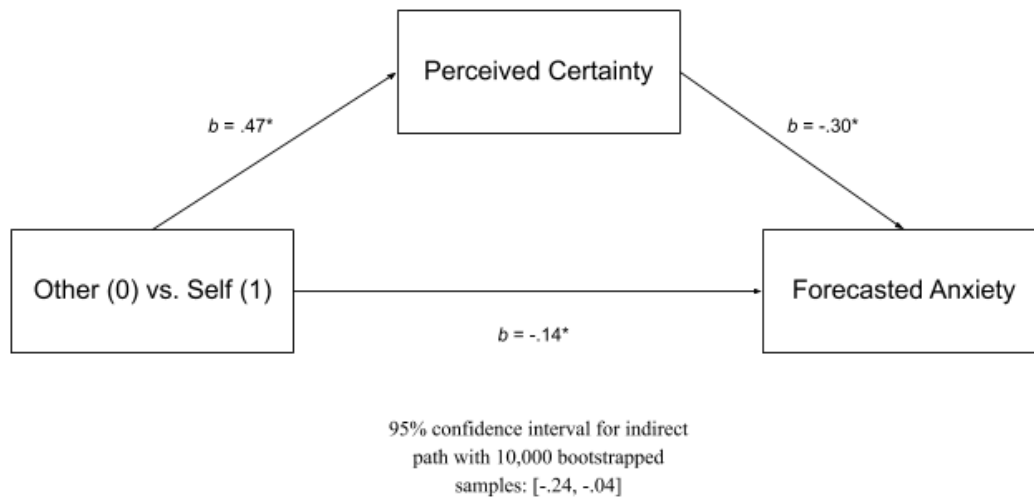 Perceived Certainty
b = .47*
b = -.30*
Other (0) vs. Self (1)
Forecasted Anxiety
b = -.14*
95% confidence interval for indirect
path with 10,000 bootstrapped
samples: [-.24, -.04]